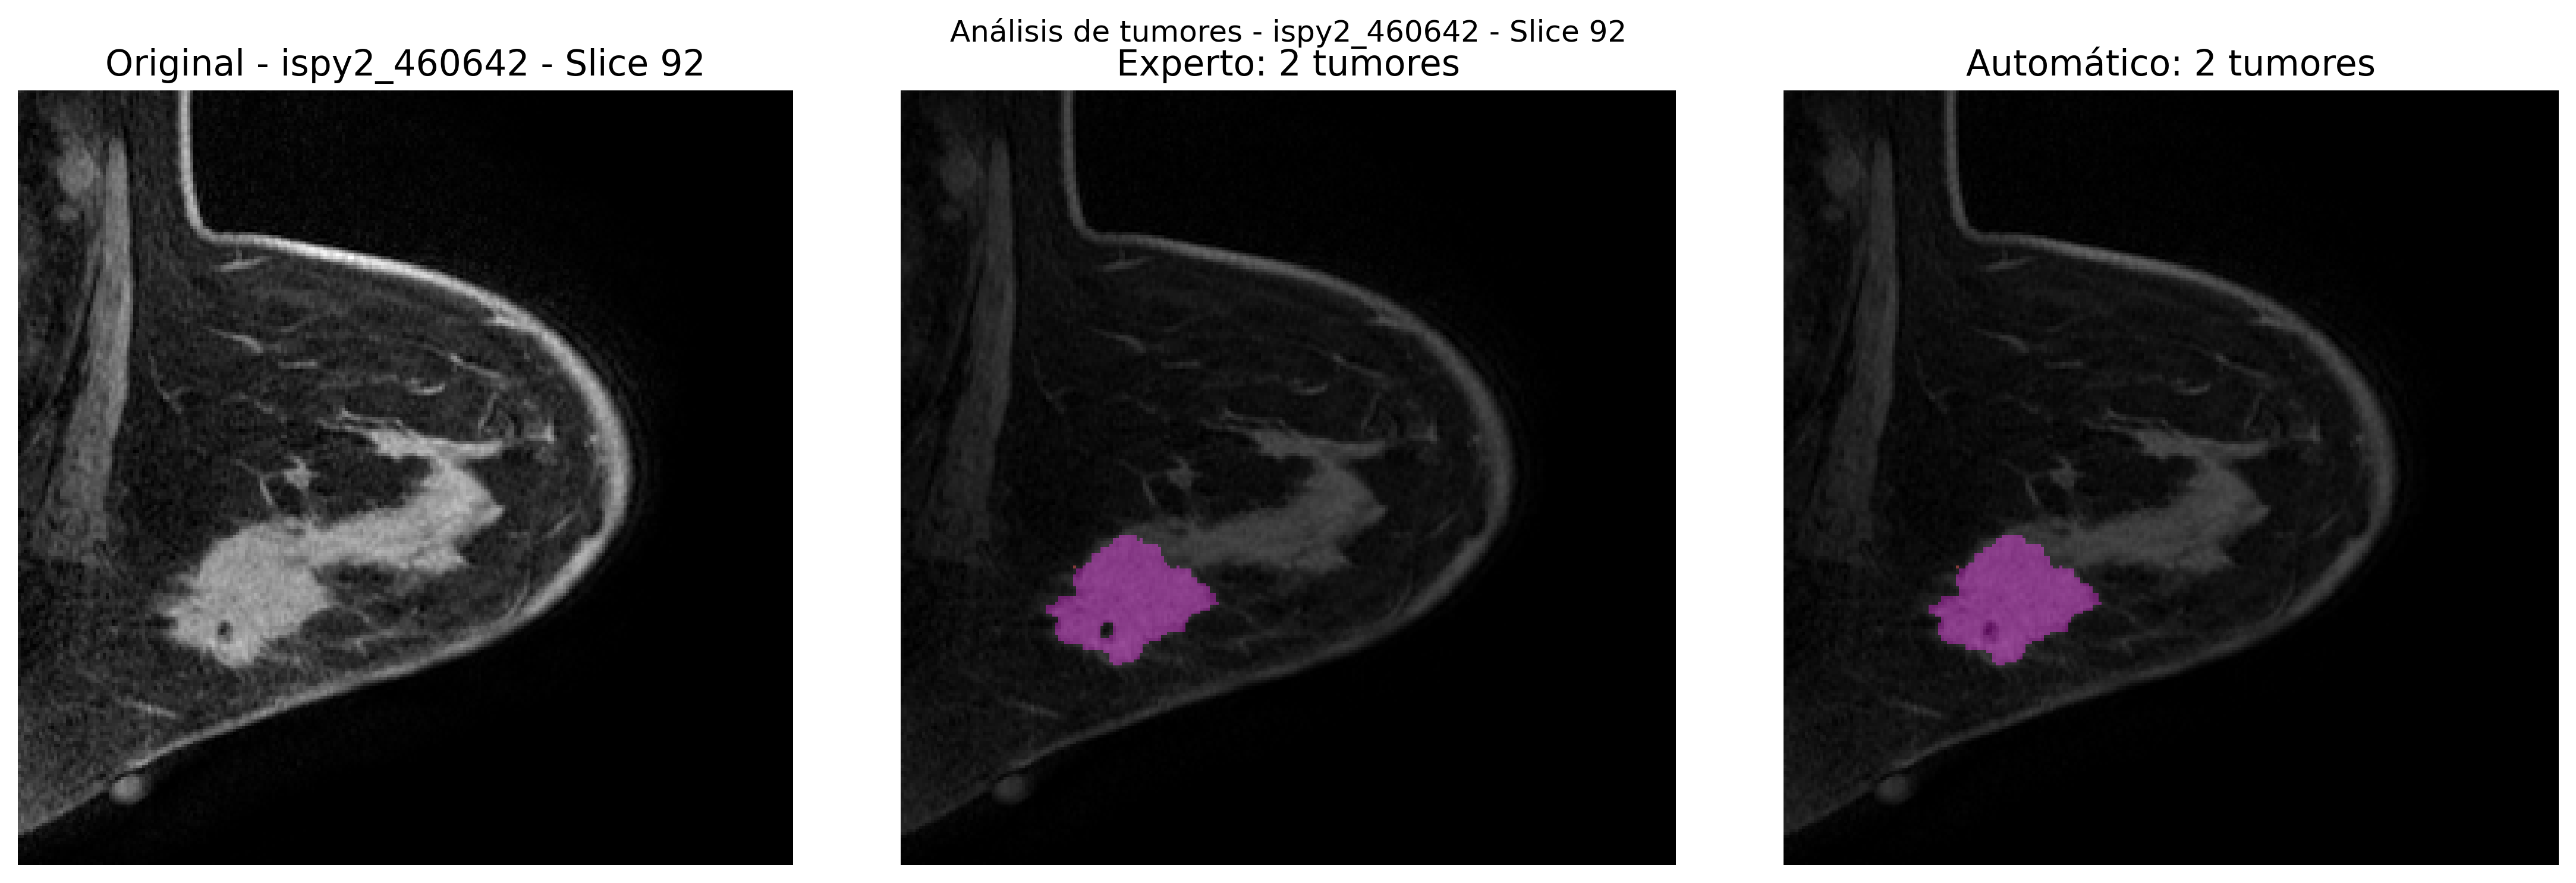 Análisis de tumores - ispy2_460642 - Slice 92
Original - ispy2_460642 - Slice 92
Experto: 2 tumores
Automático: 2 tumores